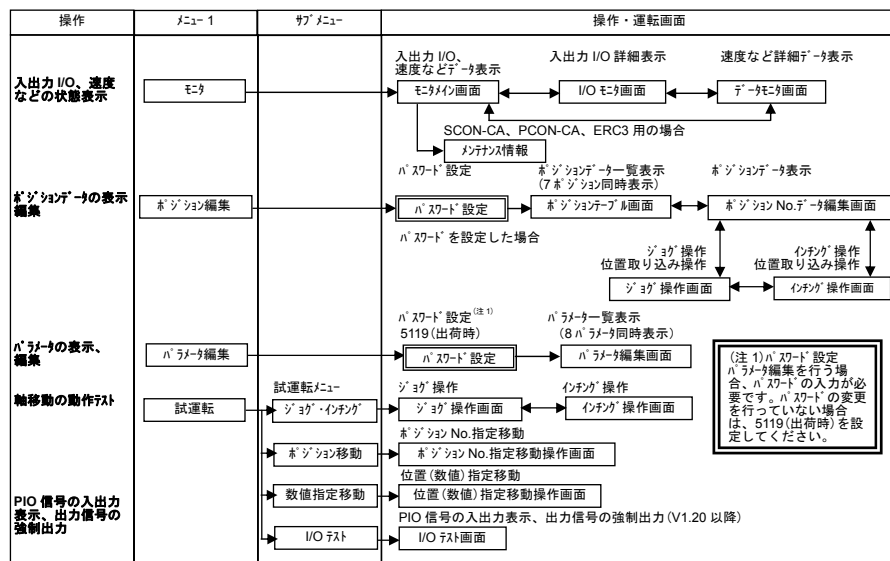 操作
メニュー 1
サブメニュー
操作・運転画面
入出力 I/O、速度
などの状態表示
モニタ
入出力 I/O、
速度などデータ表示
入出力 I/O 詳細表示
速度など詳細データ表示
モニタメイン画面
I/O モニタ画面
データモニタ画面
SCON-CA、PCON-CA、ERC3 用の場合
メンテナンス情報
ポジションデータの表示
編集
ポジション編集
パスワード設定
ポジションデータ一覧表示
(7 ポジション同時表示)
ポジションデータ表示
パスワード設定
ポジションテーブル画面
ポジション No.データ編集画面
パスワードを設定した場合
ジョグ操作
位置取り込み操作
インチング操作
位置取り込み操作
ジョグ操作画面
インチング操作画面
パラメータの表示、
編集
パラメータ編集
パスワード設定(注 1)
5119(出荷時)
パラメータ一覧表示
(8 パラメータ同時表示)
パスワード設定
パラメータ編集画面
(注 1)パスワード設定
パラメータ編集を行う場
合、パスワードの入力が必
要です。パスワードの変更
を行っていない場合
は、5119(出荷時)を設
定してください。
軸移動の動作テスト
試運転
試運転メニュー
ジョグ・インチング
ジョグ操作
インチング操作
ジョグ操作画面
インチング操作画面
ポジション No.指定移動
ポジション移動
ポジション No.指定移動操作画面
位置(数値)指定移動
数値指定移動
位置(数値)指定移動操作画面
PIO 信号の入出力
表示、出力信号の
強制出力
PIO 信号の入出力表示、出力信号の強制出力(V1.20 以降)
I/O テスト
I/O テスト画面